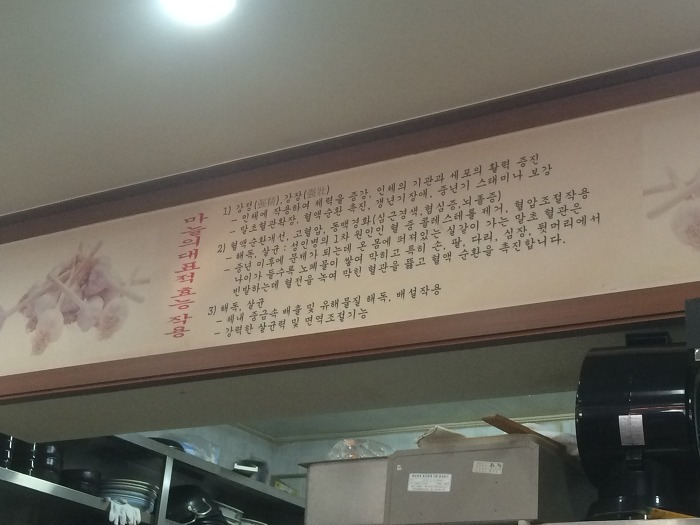 마늘의대표적효능 작용
1) 강정(强精),강장(强壯)
- 인체에 작용하여 체력을 증강, 인체의 기관과 세포의 활력 증진
- 말초혈관확장, 혈액순환 촉진, 갱년기장애, 중년기 스태미나 보강
2) 혈액순환개선, 고혈압, 동맥경화(심근경색,협심증,뇌졸중)
- 해독, 살균: 성인병의 1차 원인인 혈 중 콜레스테롤 제거, 혈압조절작용
- 중년 이후에 문제가 되는데 온 몸에 퍼져있는 실같이 가는 말초 혈관은
나이가 들수록 노폐물이 쌓여 막히고 특히 손, 팔, 다리, 심장, 뒷머리에서
빈발하는데 혈전을 녹여 막힌 혈관을 뚫고 혈액 순환을 촉진합니다.
3) 해독, 살균
- 체내 중금속 배출 및 유해물질 해독, 배설작용
- 강력한 살균력 및 면역조절기능